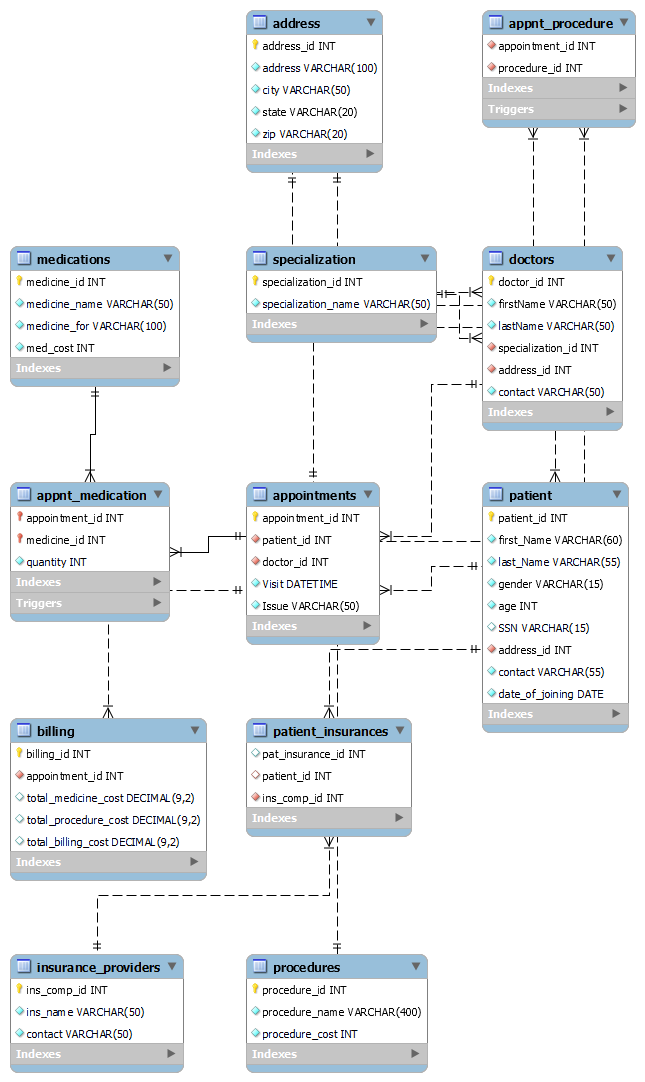 address
address_id INT
address VARCHAR(100)
city VARCHAR(50)
state VARCHAR(20)
zip VARCHAR(20)
Indexes
appnt_procedure
appointment_id INT
procedure_id INT
Indexes
Triggers
medications
medicine_id INT
medicine_name VARCHAR(50)
medicine_for VARCHAR(100)
med_cost INT
Indexes
specialization
specialization_id INT
specialization_name VARCHAR(50)
Indexes
doctors
doctor_id INT
firstName VARCHAR(50)
lastName VARCHAR(50)
specialization_id INT
address_id INT
contact VARCHAR(50)
Indexes
appnt_medication
appointment_id INT
medicine_id INT
quantity INT
Indexes
Triggers
appointments
appointment_id INT
patient_id INT
doctor_id INT
Visit DATETIME
Issue VARCHAR(50)
Indexes
patient
patient_id INT
first_Name VARCHAR(60)
last_Name VARCHAR(55)
gender VARCHAR(15)
age INT
SSN VARCHAR(15)
address_id INT
contact VARCHAR(55)
date_of_joining DATE
Indexes
billing
billing_id INT
appointment_id INT
total_medicine_cost DECIMAL(9,2)
total_procedure_cost DECIMAL(9,2)
total_billing_cost DECIMAL(9,2)
Indexes
patient_insurances
pat_insurance_id INT
patient_id INT
ins_comp_id INT
Indexes
insurance_providers
ins_comp_id INT
ins_name VARCHAR(50)
contact VARCHAR(50)
Indexes
procedures
procedure_id INT
procedure_name VARCHAR(400)
procedure_cost INT
Indexes